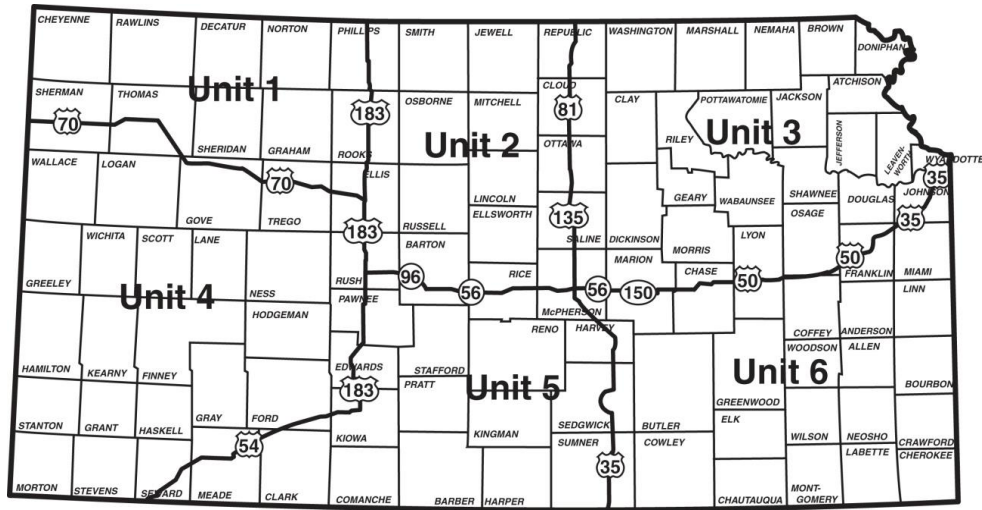 CHEYENNE RAWLINS DECATUR NORTON PHILLIPS SMITH JEWELL REPUBLIC WASHINGTON MARSHALL NEMAHA BROWN
DONIPHAN
ATCHISON
Unit 1
SHERMAN THOMAS
183
OSBORNE MITCHELL
CLOUD
81
CLAY
POTTAWATOMIE JACKSON
70
Unit 2
RILEY
Unit 3
OTTAWA
JEFFERSON
LEAVEN-
WORTH
WYANDOTTE
WALLACE LOGAN
SHERIDAN GRAHAM ROOKS
ELLIS
35
70
LINCOLN
GEARY WABAUNSEE SHAWNEE DOUGLAS JOHNSON
GOVE TREGO
RUSSELL
ELLSWORTH
135
OSAGE
35
183
WICHITA SCOTT LANE
BARTON
SALINE DICKINSON
MORRIS
LYON
50
GREELEY
NESS
RUSH
96
RICE
MARION
CHASE
FRANKLIN MIAMI
Unit 4
PAWNEE
56
56
150
50
LINN
HODGEMAN
McPHERSON
RENO HARVEY
COFFEY ANDERSON
WOODSON ALLEN
HAMILTON KEARNY FINNEY
EDWARDS
STAFFORD
Unit 5
Unit 6
183
PRATT
BOURBON
GRAY FORD
GREENWOOD
STANTON GRANT HASKELL
KIOWA
KINGMAN
SEDGWICK BUTLER
ELK
54
SUMNER COWLEY
WILSON NEOSHO CRAWFORD
35
LABETTE CHEROKEE
MORTON STEVENS SEWARD MEADE CLARK COMANCHE BARBER HARPER
CHAUTAUQUA
MONT-
GOMERY